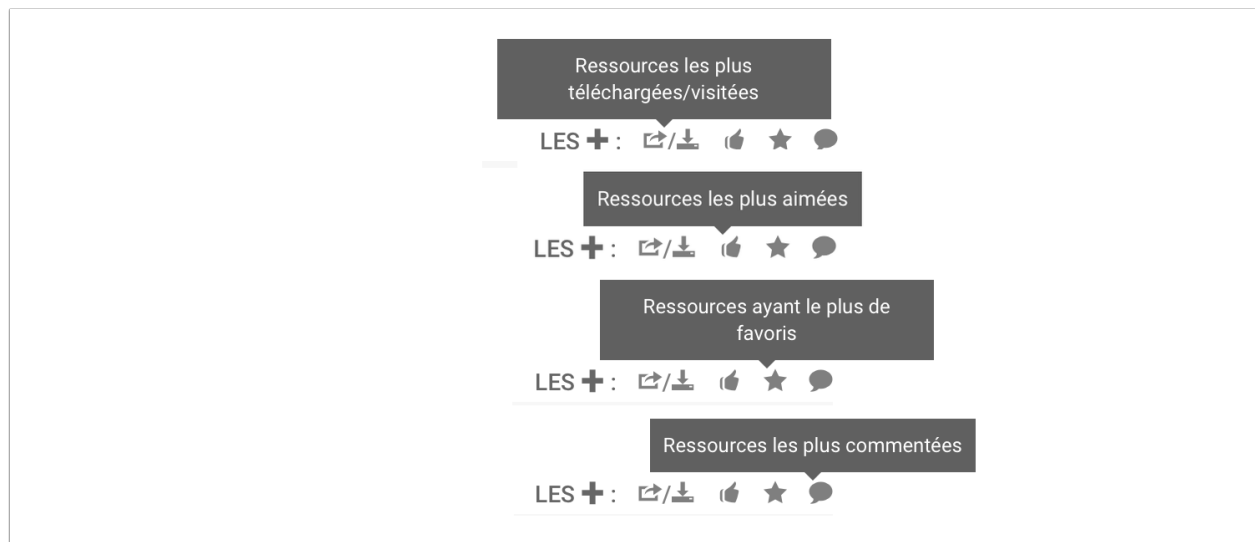 Ressources les plus
téléchargées/visitées
LES + : /
Ressources les plus aimées
LES + : /
Ressources ayant le plus de
favoris
LES + : /
Ressources les plus commentées
LES + : /